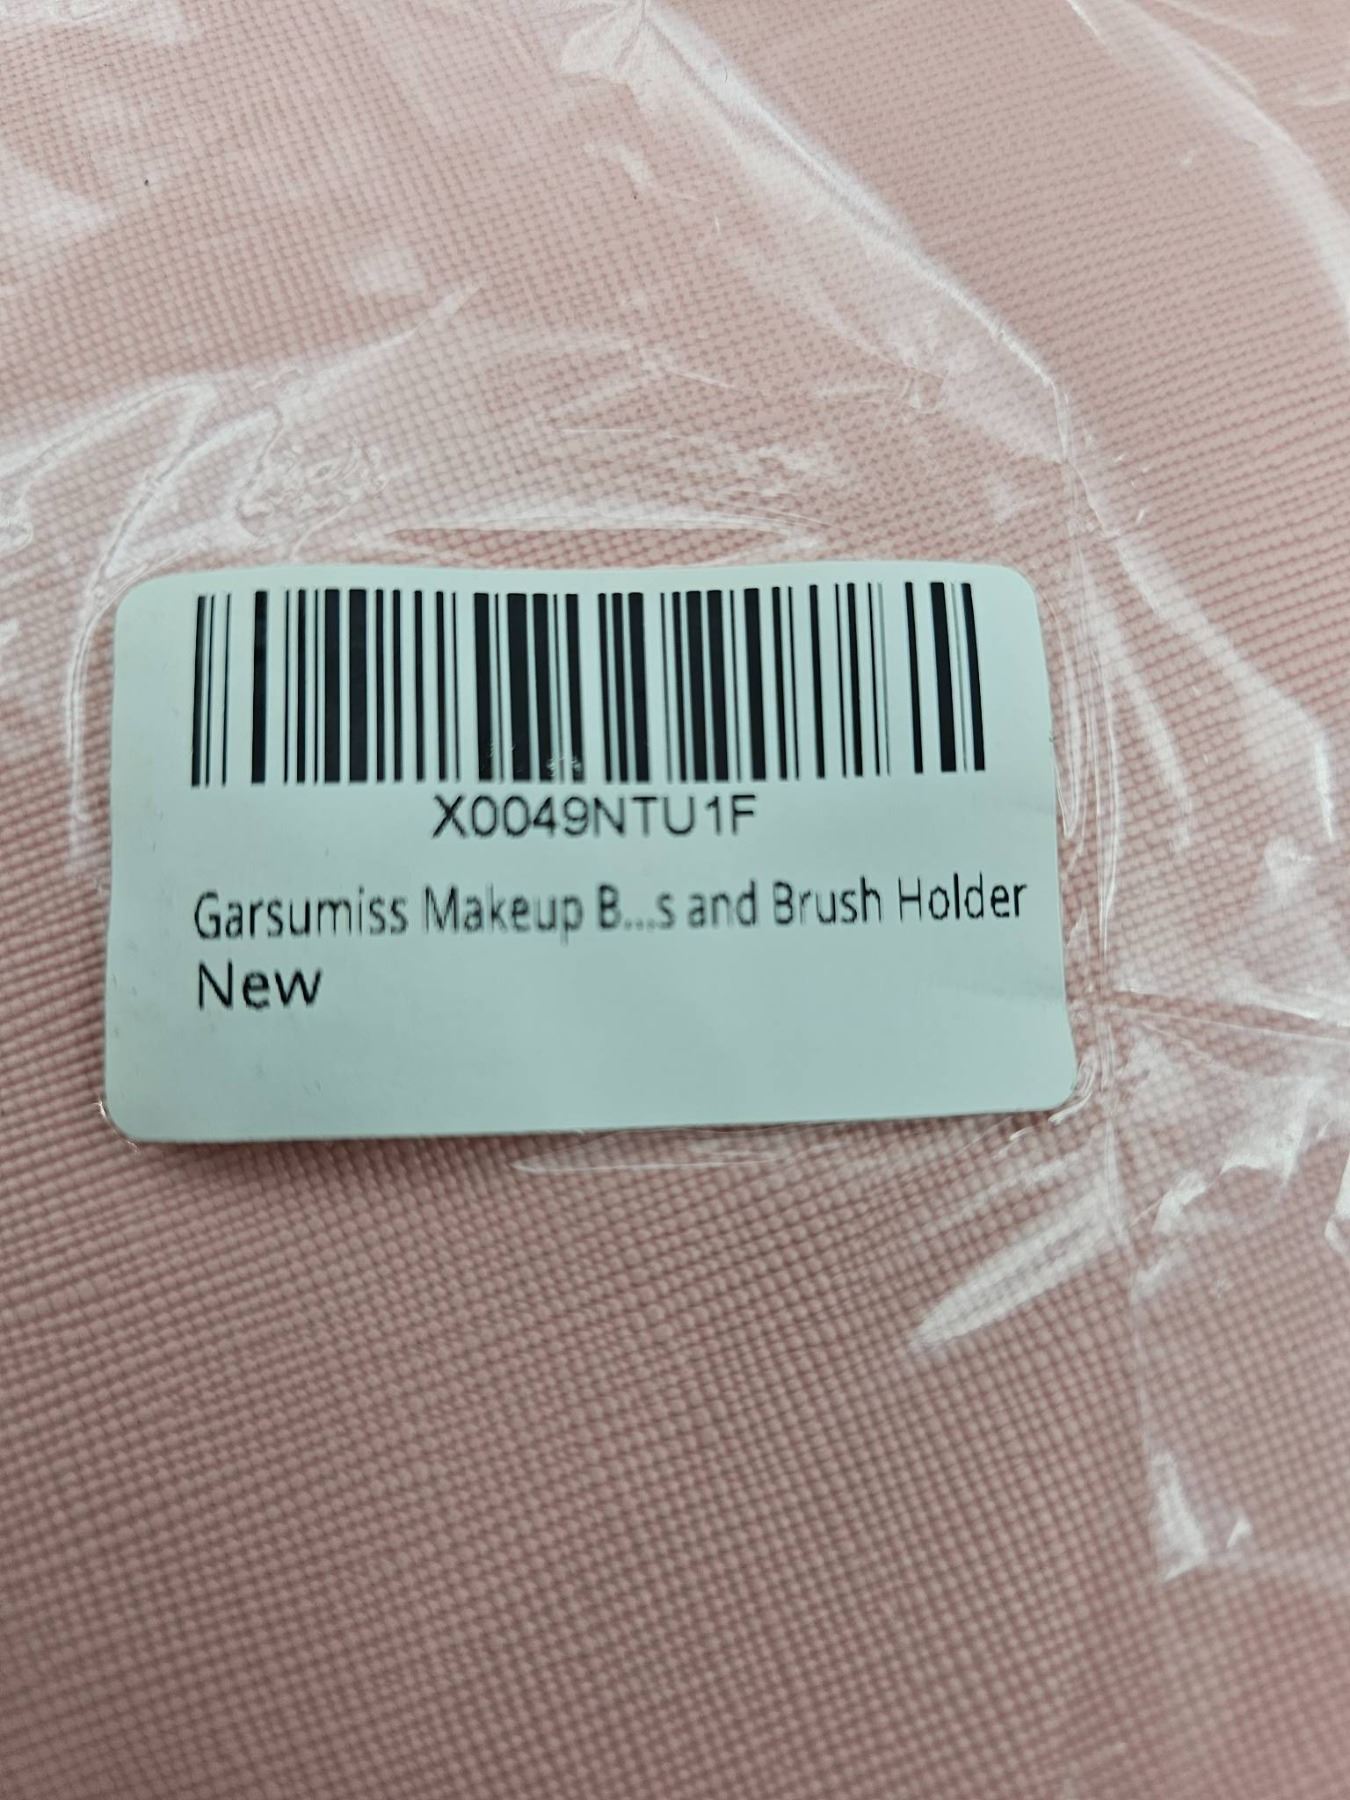 X0049NTU1F
Garsumiss Makeup B...s and Brush Holder
New